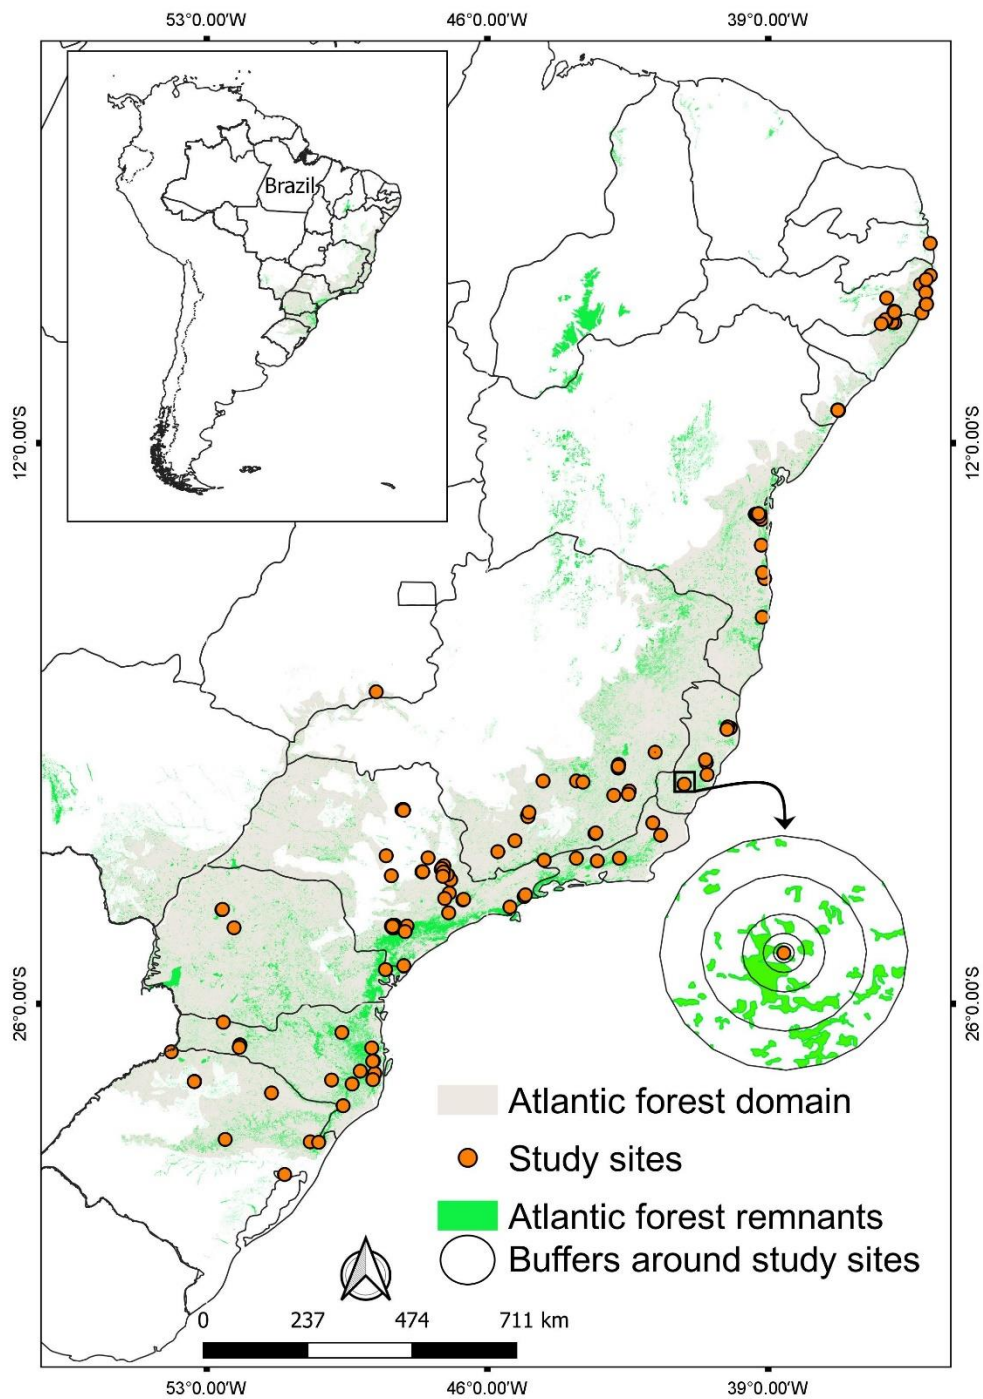 53°0.00'W 46°0.00'W 39°0.00'W
Brazil
12°0.00'S 12°0.00'S
26°0.00'S 26°0.00'S
Atlantic forest domain
Study sites
Atlantic forest remnants
Buffers around study sites
0 237 474 711 km
53°0.00'W 46°0.00'W 39°0.00'W